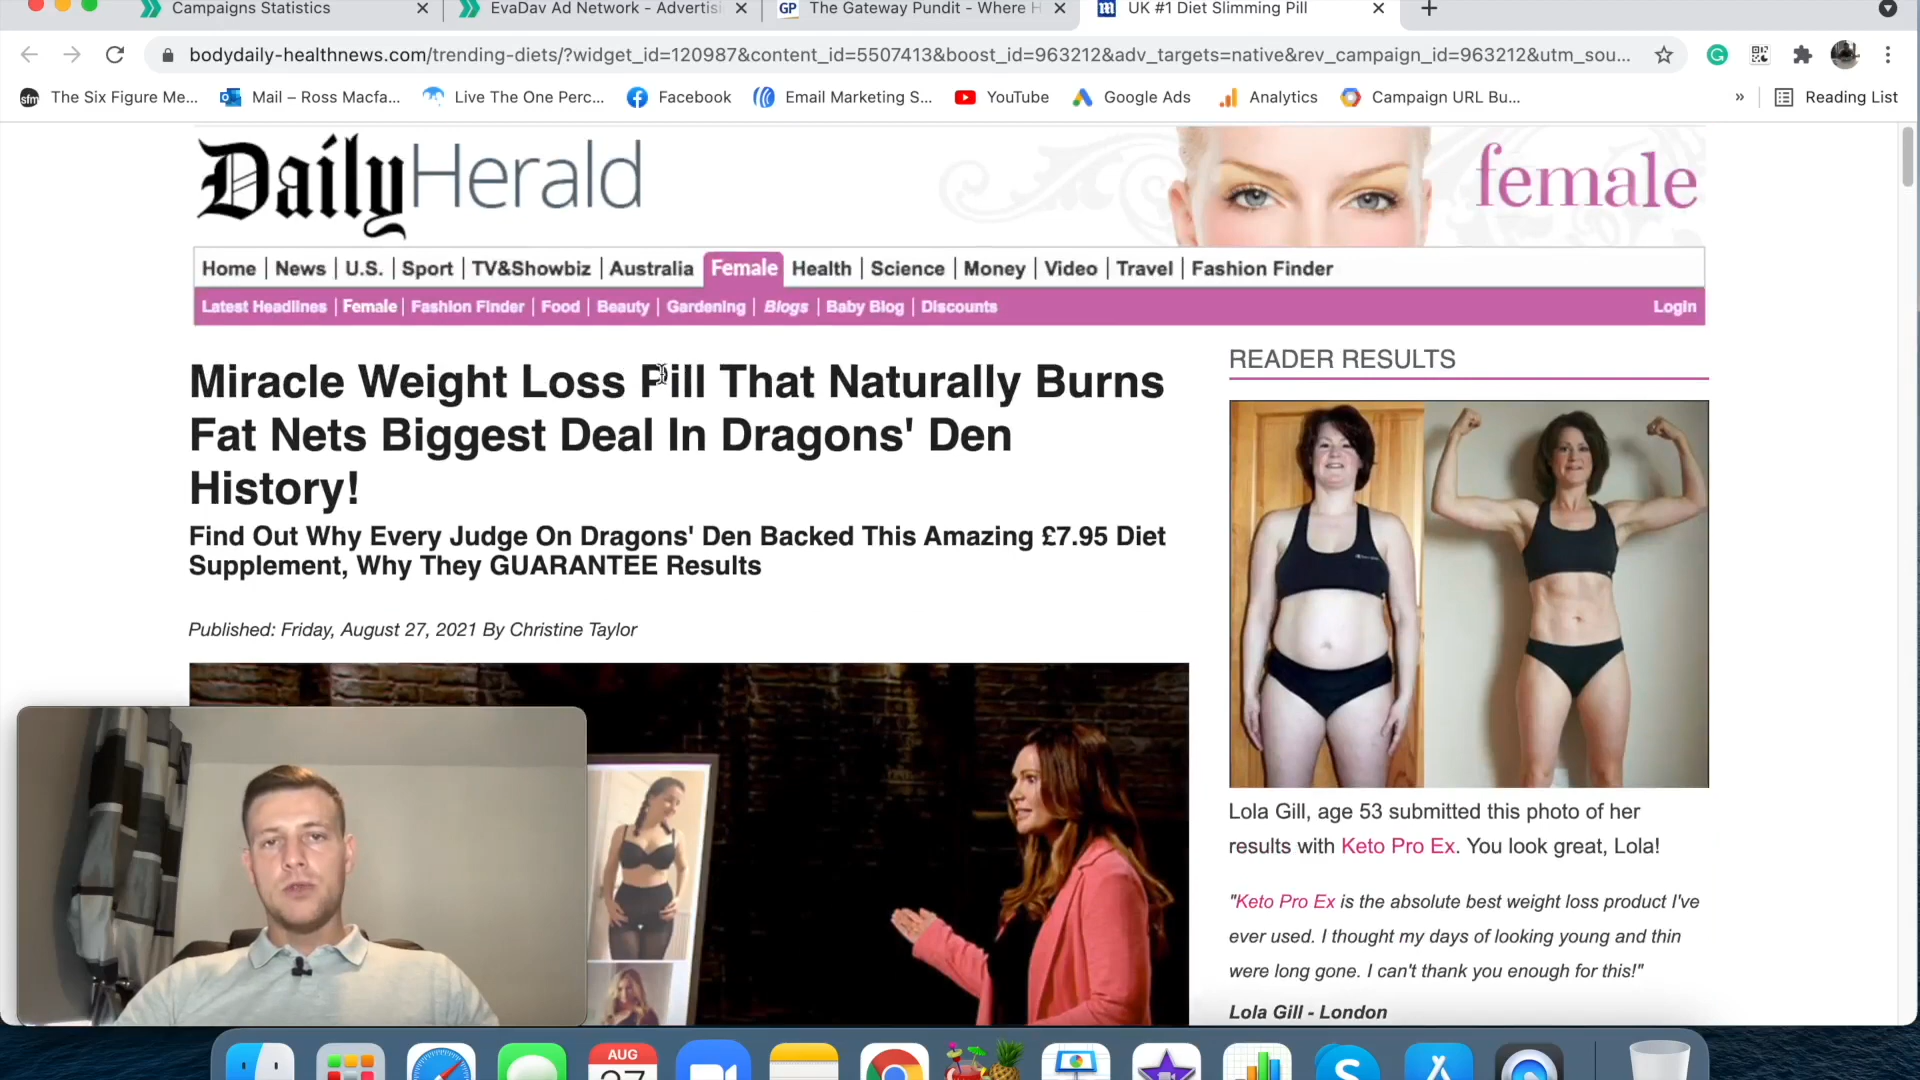 Campaigns Statistics
EvaDav Ad Network - Advertisi
GP The Gateway Pundit - Where H
UK #1 Diet Slimming Pill
bodydaily-healthnews.com/trending-diets/?widget_id=120987&content_id=5507413&boost_id=963212&adv_targets=native&rev_campaign_id=963212&utm_sou...
sfm The Six Figure Me...
Mail – Ross Macfa...
Live The One Perc...
Facebook
Email Marketing S...
YouTube
Google Ads
Analytics
Campaign URL Bu...
»
Reading List
Daily Herald
female
Home | News | U.S. | Sport | TV&Showbiz | Australia | Female | Health | Science | Money | Video | Travel | Fashion Finder
Latest Headlines | Female | Fashion Finder | Food | Beauty | Gardening | Blogs | Baby Blog | Discounts
Login
Miracle Weight Loss Pill That Naturally Burns
Fat Nets Biggest Deal In Dragons' Den
History!
Find Out Why Every Judge On Dragons' Den Backed This Amazing £7.95 Diet
Supplement, Why They GUARANTEE Results
Published: Friday, August 27, 2021 By Christine Taylor
READER RESULTS
Lola Gill, age 53 submitted this photo of her
results with Keto Pro Ex. You look great, Lola!
"Keto Pro Ex is the absolute best weight loss product I've
ever used. I thought my days of looking young and thin
were long gone. I can't thank you enough for this!"
Lola Gill - London
AUG
27